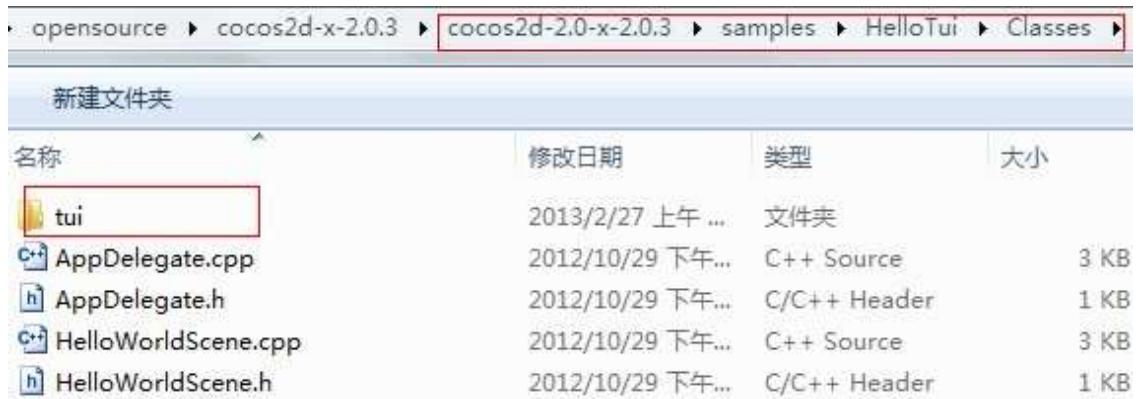 opensource ▸ cocos2d-x-2.0.3 ▸ cocos2d-2.0-x-2.0.3 ▸ samples ▸ HelloTui ▸ Classes ▸
新建文件夹
名称 修改日期 类型 大小
tui 2013/2/27 上午 ... 文件夹
AppDelegate.cpp 2012/10/29 下午... C++ Source 3 KB
AppDelegate.h 2012/10/29 下午... C/C++ Header 1 KB
HelloWorldScene.cpp 2012/10/29 下午... C++ Source 3 KB
HelloWorldScene.h 2012/10/29 下午... C/C++ Header 1 KB